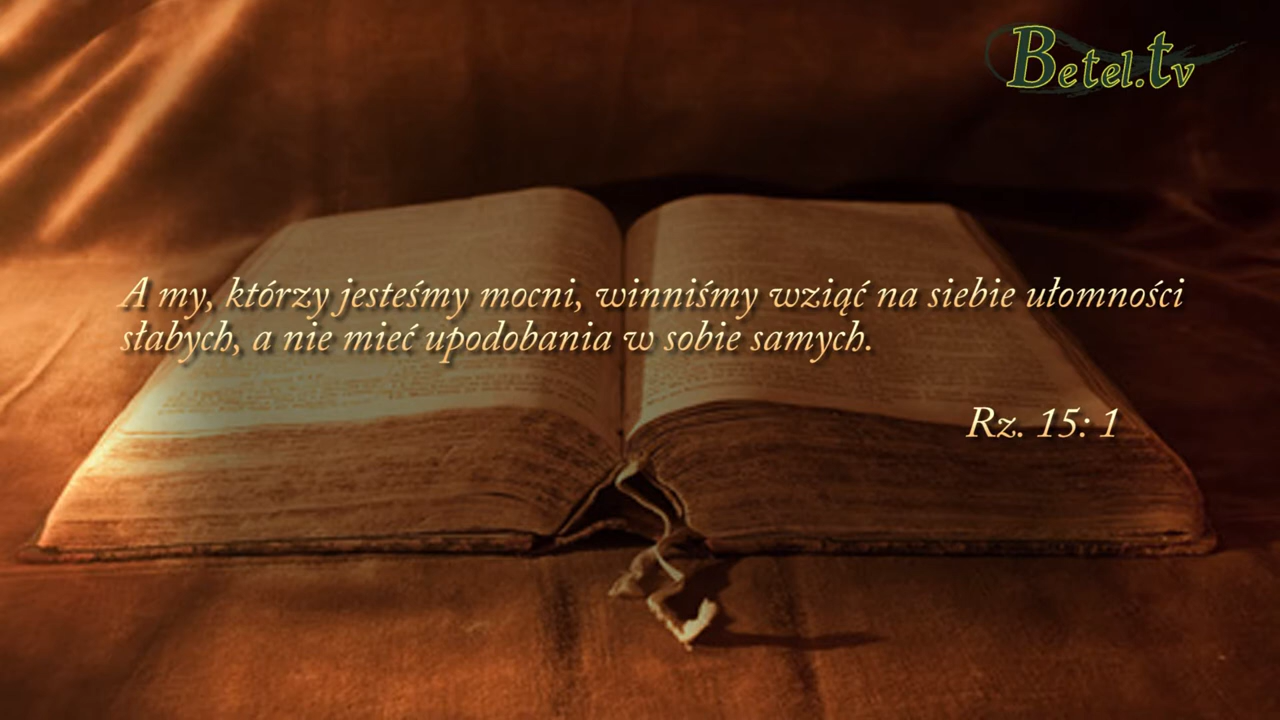 Betel.tv
A my, którzy jesteśmy mocni, winniśmy wziąć na siebie ułomności
słabych, a nie mieć upodobania w sobie samych.
Rz. 15: 1